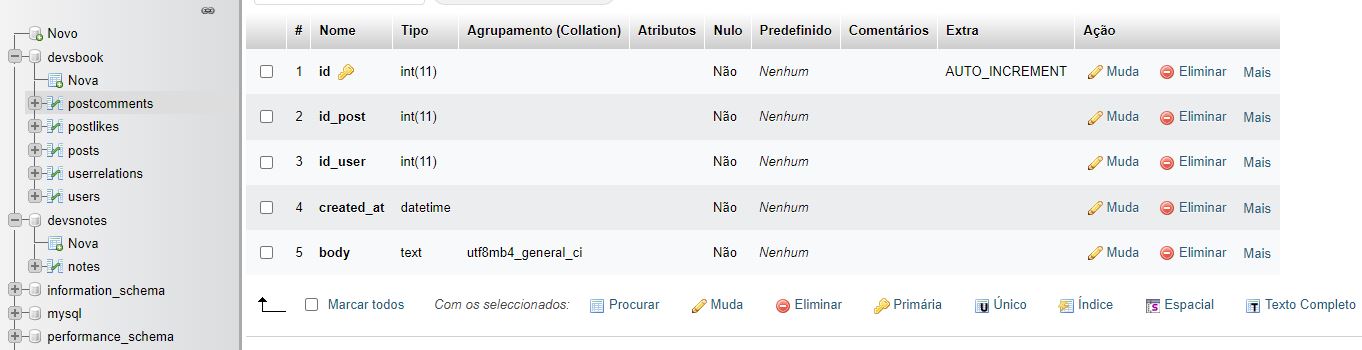 Novo
devsbook
Nova
postcomments
postlikes
posts
userrelations
users
devsnotes
Nova
notes
information_schema
mysql
performance_schema
# Nome Tipo Agrupamento (Collation) Atributos Nulo Predefinido Comentários Extra Ação
1 id int(11) Não Nenhum AUTO_INCREMENT Muda Eliminar Mais
2 id_post int(11) Não Nenhum Muda Eliminar Mais
3 id_user int(11) Não Nenhum Muda Eliminar Mais
4 created_at datetime Não Nenhum Muda Eliminar Mais
5 body text utf8mb4_general_ci Não Nenhum Muda Eliminar Mais
Marcar todos Com os seleccionados: Procurar Muda Eliminar Primária U Único Índice S Espacial T Texto Completo